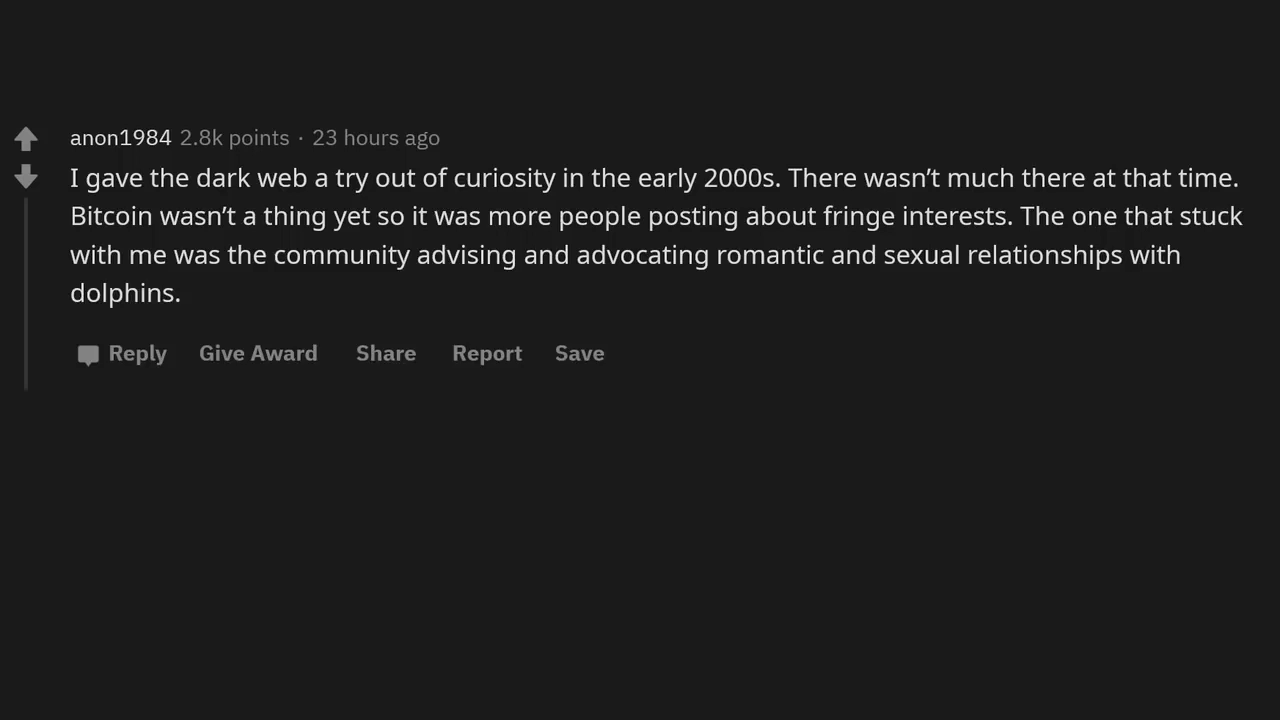 anon1984 2.8k points · 23 hours ago
I gave the dark web a try out of curiosity in the early 2000s. There wasn’t much there at that time.
Bitcoin wasn’t a thing yet so it was more people posting about fringe interests. The one that stuck
with me was the community advising and advocating romantic and sexual relationships with
dolphins.
Reply Give Award Share Report Save